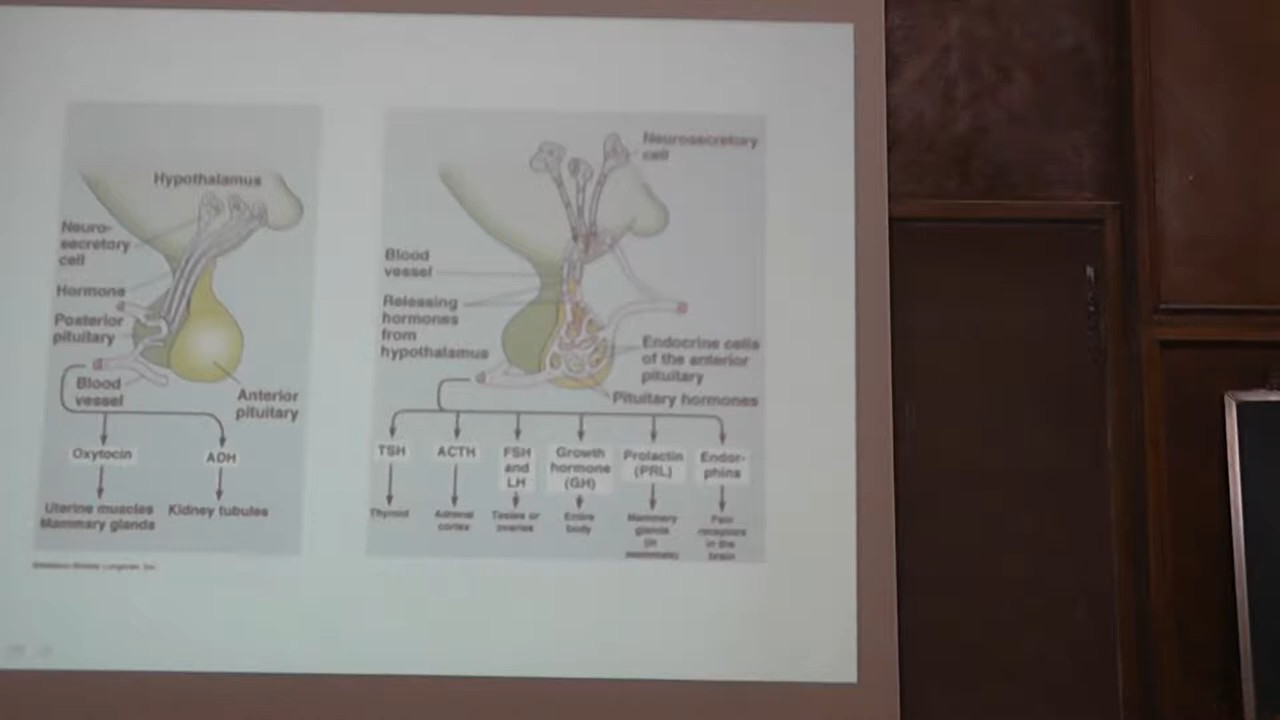 Hypothalamus
Neuro-
secretory
cell
Hormone
Posterior
pituitary
Blood
vessel
Anterior
pituitary
Oxytocin
ADH
Uterine muscles
Mammary glands
Kidney tubules
Neurosecretory
cell
Blood
vessel
Releasing
hormones
from
hypothalamus
Endocrine cells
of the anterior
pituitary
Pituitary hormones
TSH
ACTH
FSH
and
LH
Growth
hormone
(GH)
Prolactin
(PRL)
Endor-
phins
Thyroid
Adrenal
cortex
Testes or
ovaries
Entire
body
Mammary
glands
(in
mammals)
Pain
receptors
in the
brain